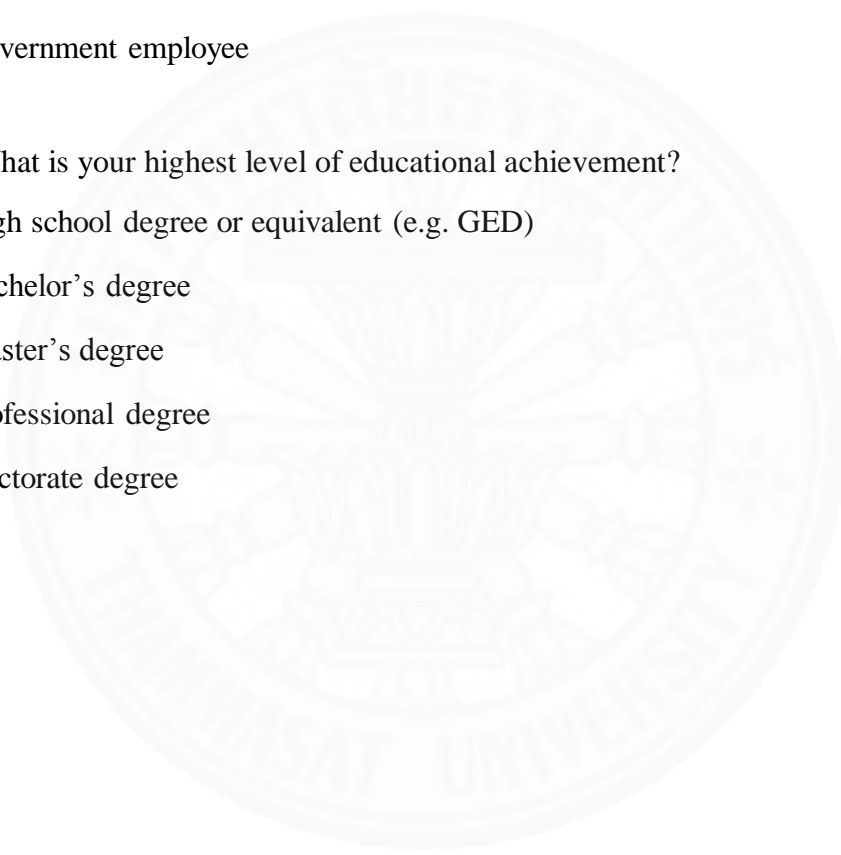 vernment employee
hat is your highest level of educational achievement?
gh school degree or equivalent (e.g. GED)
chelor’s degree
ster’s degree
ofessional degree
ctorate degree
THAMMASAT UNIVERSITY